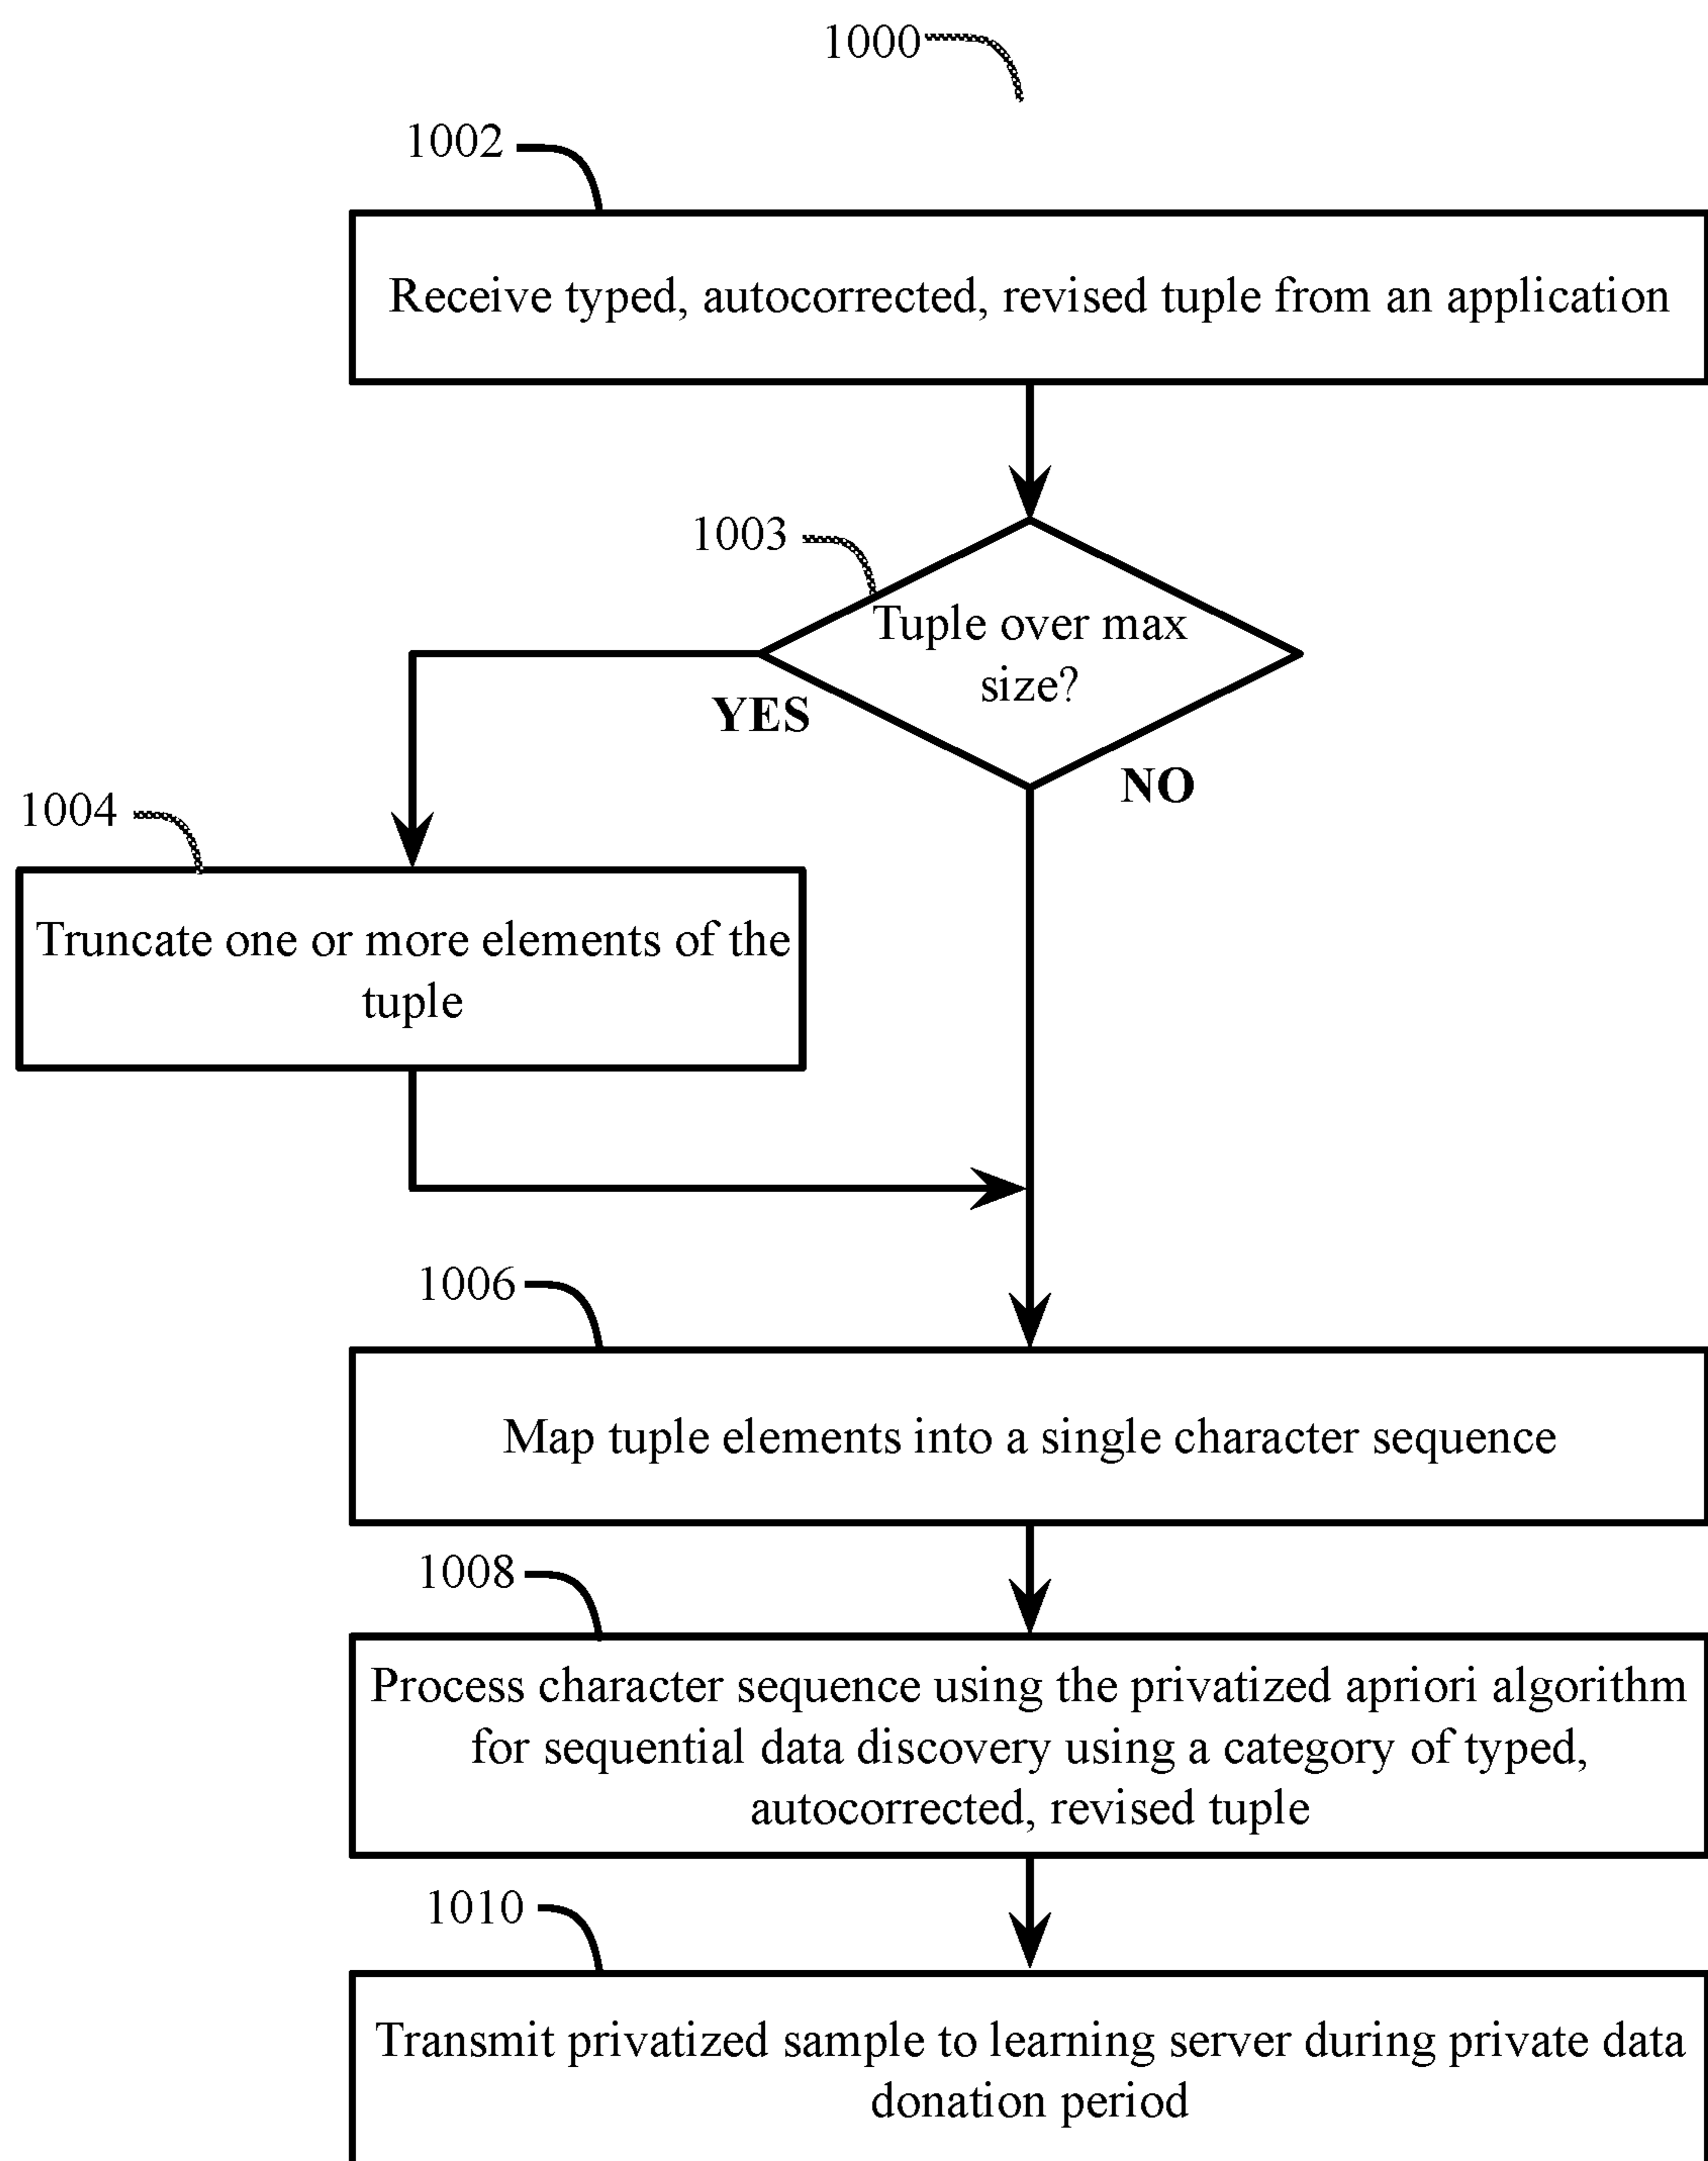 1000
1002
Receive typed, autocorrected, revised tuple from an application
1003
Tuple over max
size?
YES
NO
1004
Truncate one or more elements of the
tuple
1006
Map tuple elements into a single character sequence
1008
Process character sequence using the privatized apriori algorithm
for sequential data discovery using a category of typed,
autocorrected, revised tuple
1010
Transmit privatized sample to learning server during private data
donation period